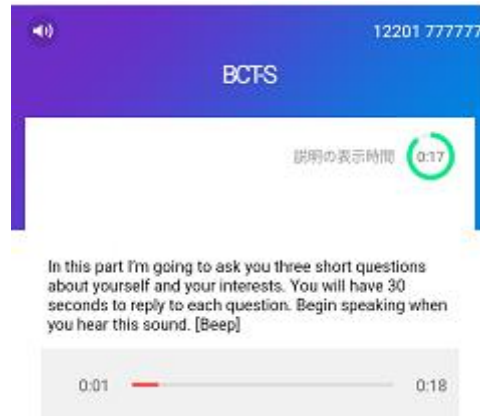 12201 777777
BCT-S
説明の表示時間 0:17
In this part I'm going to ask you three short questions
about yourself and your interests. You will have 30
seconds to reply to each question. Begin speaking when
you hear this sound. [Beep]
0:01 0:18